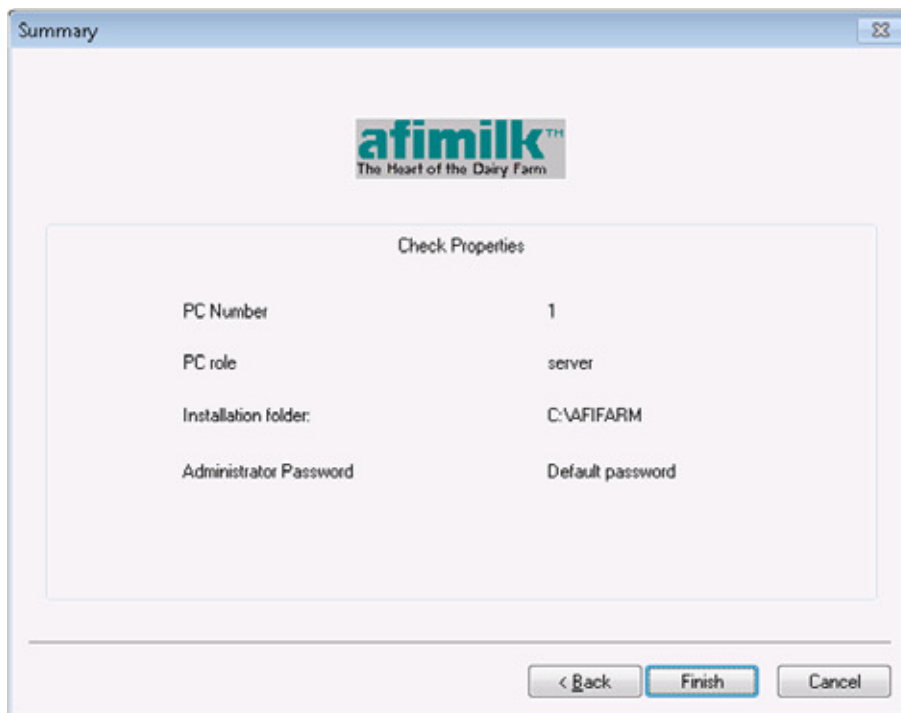 Summary
afimilk™
The Heart of the Dairy Farm
Check Properties
PC Number 1
PC role server
Installation folder: C:\AFIFARM
Administrator Password Default password
< Back Finish Cancel